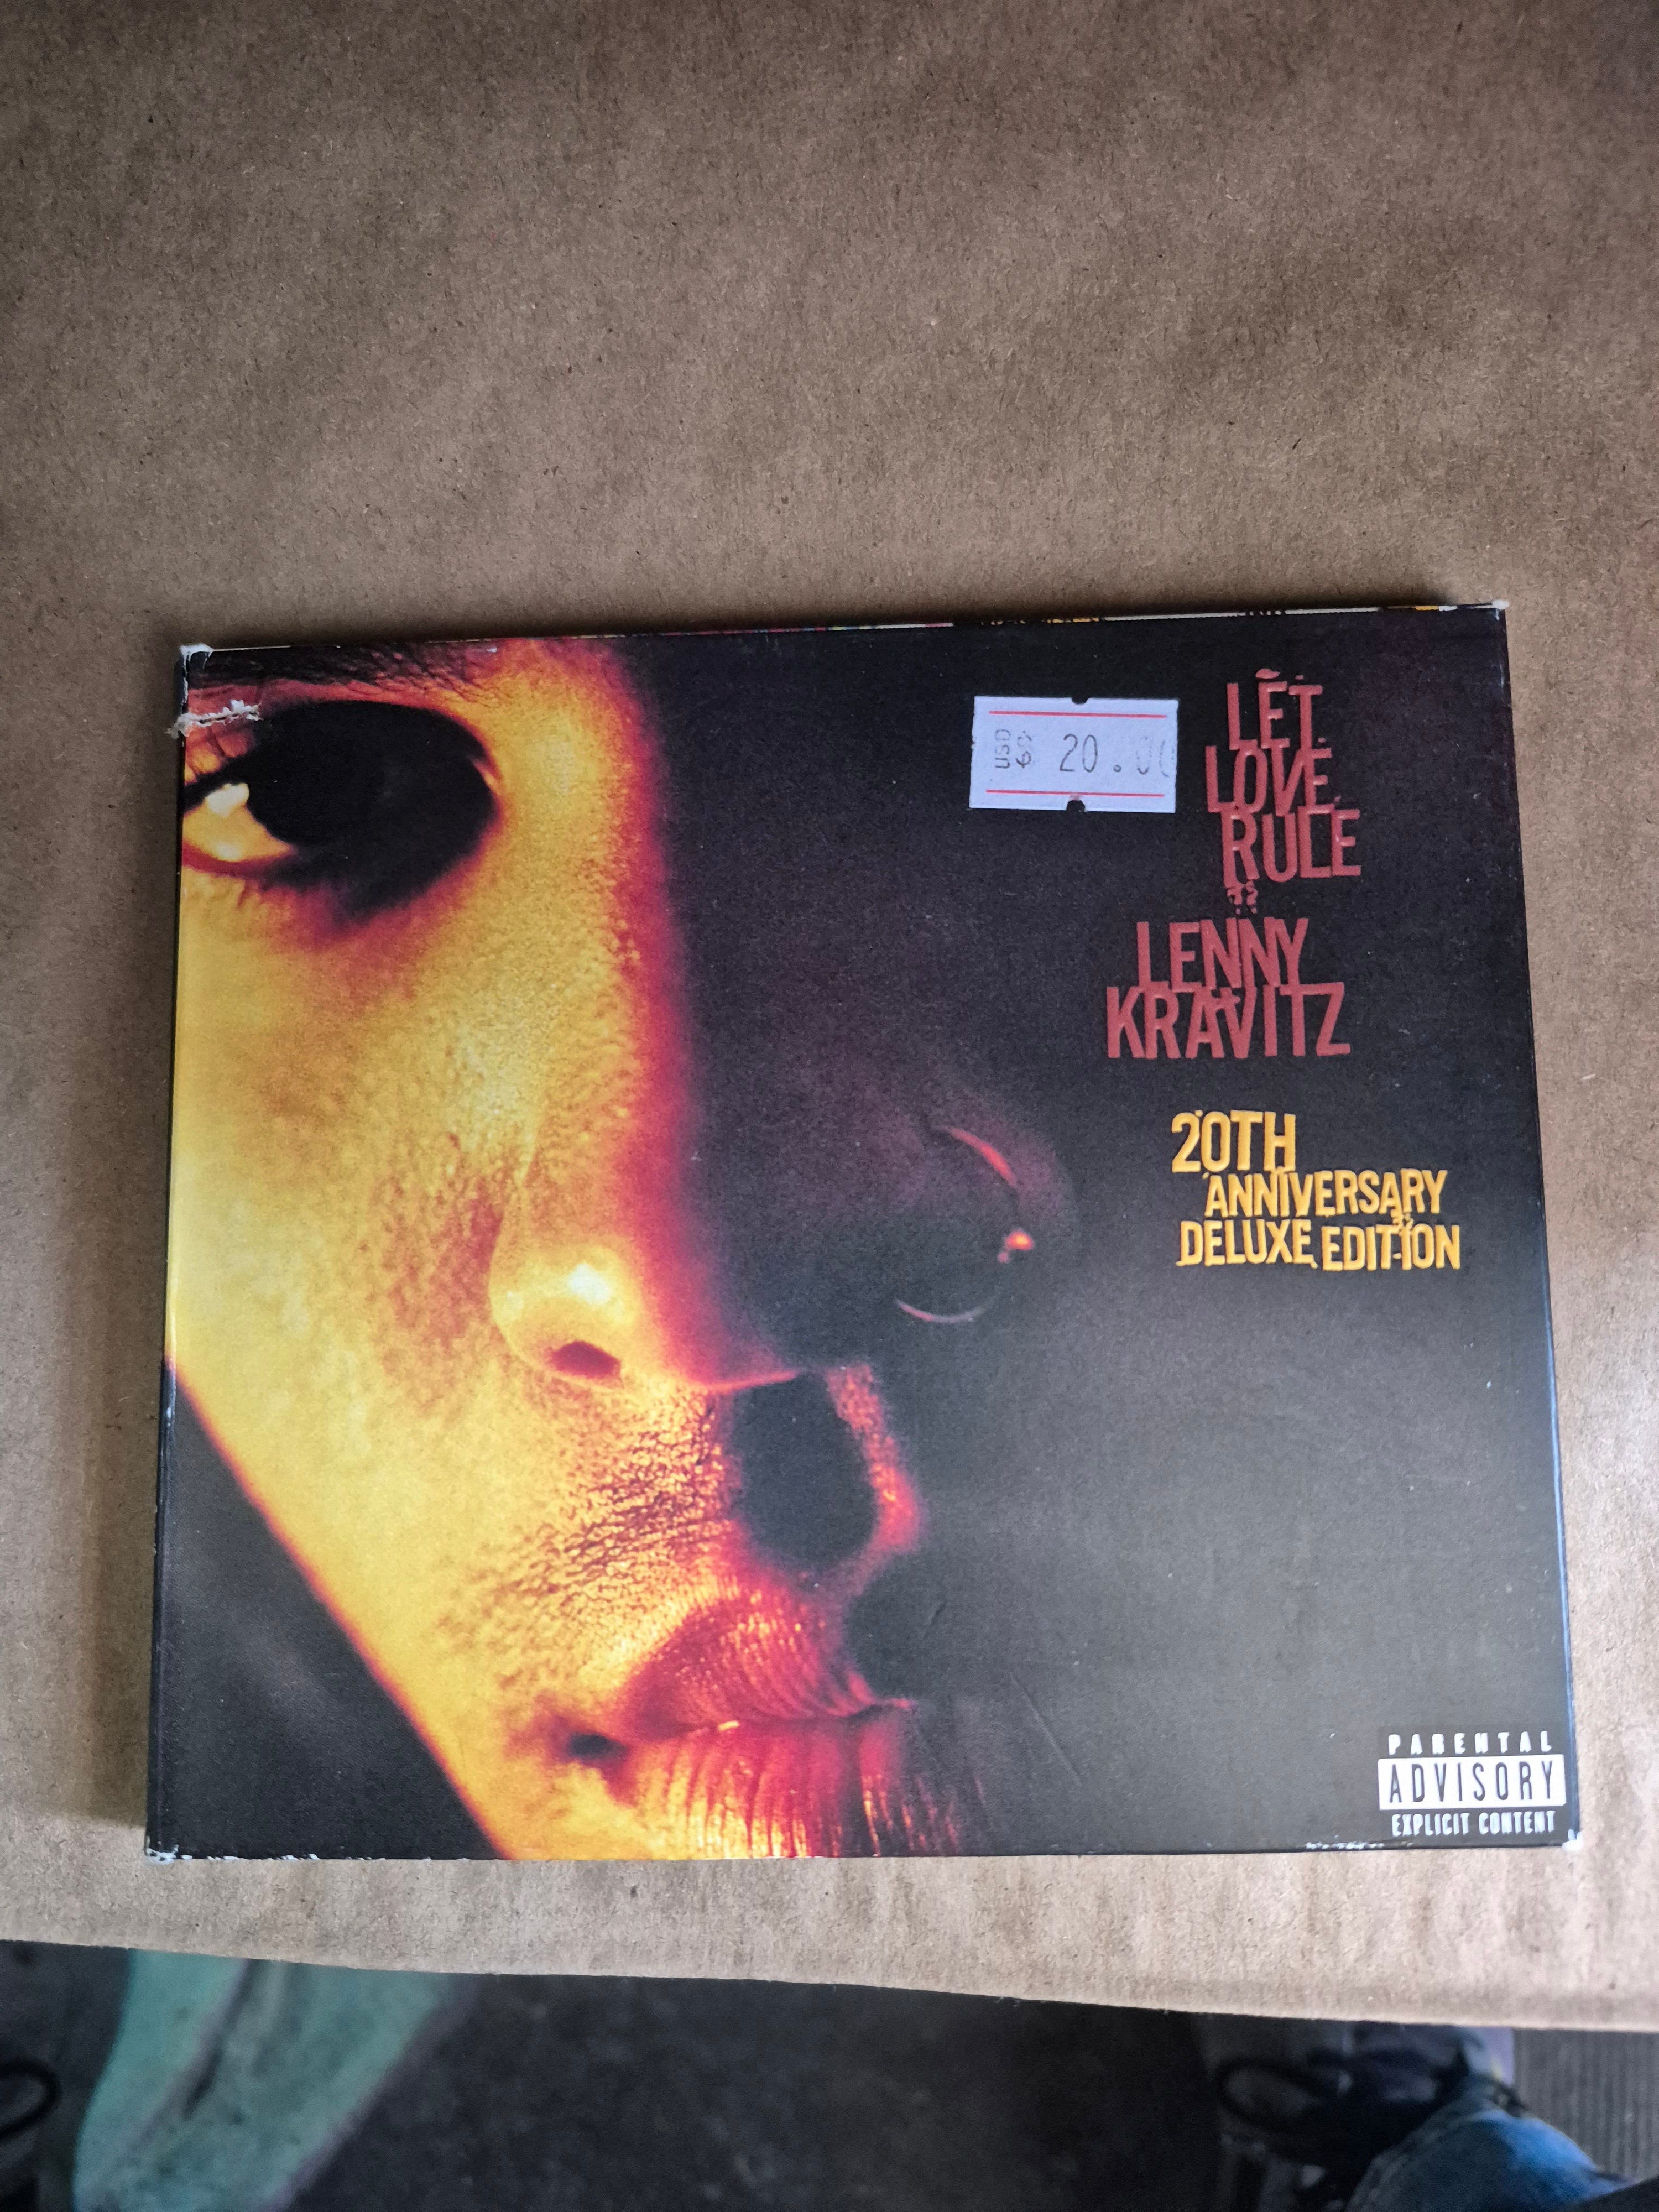 USD $ 20.00
LET
LOVE
RULE
LENNY
KRAVITZ
20TH
ANNIVERSARY
DELUXE EDITION
PARENTAL
ADVISORY
EXPLICIT CONTENT